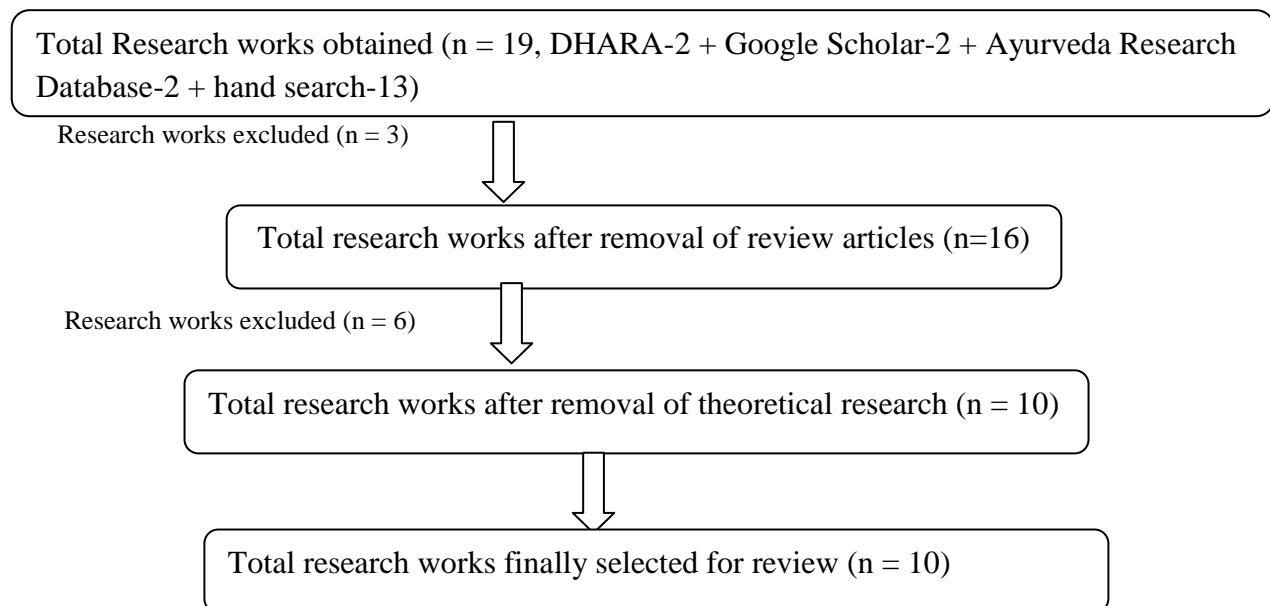 Total Research works obtained (n = 19, DHARA-2 + Google Scholar-2 + Ayurveda Research
Database-2 + hand search-13)
Research works excluded (n = 3)
Total research works after removal of review articles (n=16)
Research works excluded (n = 6)
Total research works after removal of theoretical research (n = 10)
Total research works finally selected for review (n = 10)